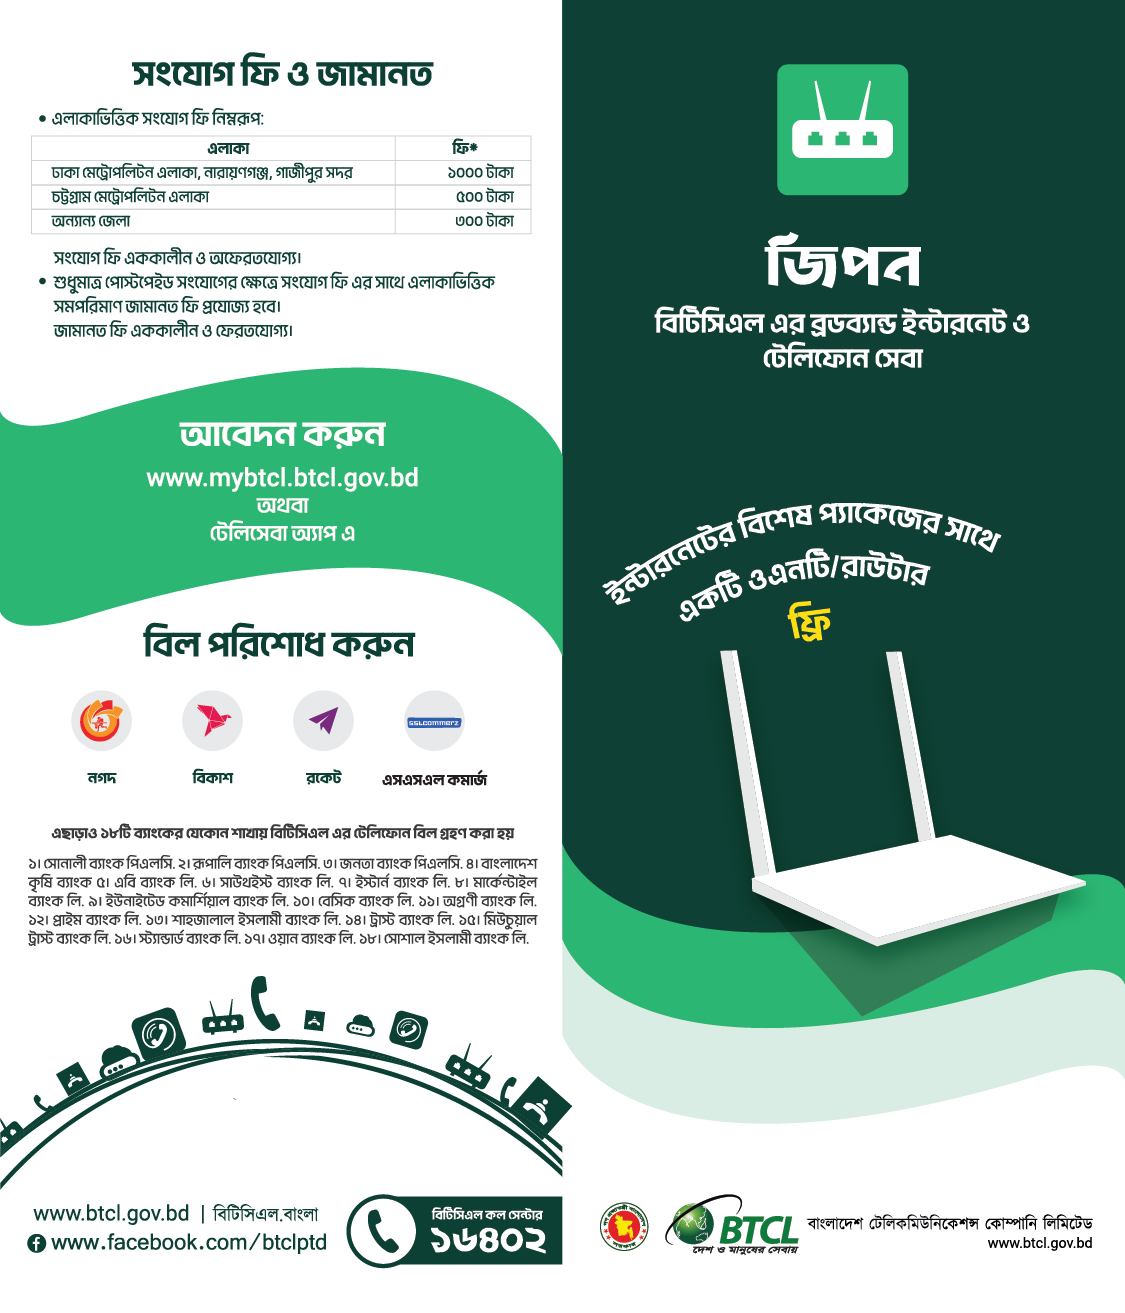 সংযোগ ফি ও জামানত
• এলাকাভিত্তিক সংযোগ ফি নিম্নরূপ:
এলাকা ফি*
ঢাকা মেট্রোপলিটন এলাকা, নারায়ণগঞ্জ, গাজীপুর সদর ১০০০ টাকা
চট্টগ্রাম মেট্রোপলিটন এলাকা ৫০০ টাকা
অন্যান্য জেলা ৩০০ টাকা
সংযোগ ফি এককালীন ও অফেরতযোগ্য।
• শুধুমাত্র পোস্টপেইড সংযোগের ক্ষেত্রে সংযোগ ফি এর সাথে এলাকাভিত্তিক
সমপরিমাণ জামানত ফি প্রযোজ্য হবে।
জামানত ফি এককালীন ও ফেরতযোগ্য।
আবেদন করুন
www.mybtcl.btcl.gov.bd
অথবা
টেলিসেবা অ্যাপ এ
বিল পরিশোধ করুন
sslcommerz
নগদ বিকাশ রকেট এসএসএল কমার্জ
এছাড়াও ১৮টি ব্যাংকের যেকোন শাখায় বিটিসিএল এর টেলিফোন বিল গ্রহণ করা হয়
১। সোনালী ব্যাংক পিএলসি. ২। রূপালি ব্যাংক পিএলসি. ৩। জনতা ব্যাংক পিএলসি. ৪। বাংলাদেশ
কৃষি ব্যাংক ৫। এবি ব্যাংক লি. ৬। সাউথইস্ট ব্যাংক লি. ৭। ইস্টার্ন ব্যাংক লি. ৮। মার্কেন্টাইল
ব্যাংক লি. ৯। ইউনাইটেড কমার্শিয়াল ব্যাংক লি. ১০। বেসিক ব্যাংক লি. ১১। অগ্রণী ব্যাংক লি.
১২। প্রাইম ব্যাংক লি. ১৩। শাহজালাল ইসলামী ব্যাংক লি. ১৪। ট্রাস্ট ব্যাংক লি. ১৫। মিউচুয়াল
ট্রাস্ট ব্যাংক লি. ১৬। স্ট্যান্ডার্ড ব্যাংক লি. ১৭। ওয়ান ব্যাংক লি. ১৮। সোশাল ইসলামী ব্যাংক লি.
www.btcl.gov.bd | বিটিসিএল.বাংলা
www.facebook.com/btclptd
বিটিসিএল কল সেন্টার
১৬৪০২
জিপন
বিটিসিএল এর ব্রডব্যান্ড ইন্টারনেট ও
টেলিফোন সেবা
ইন্টারনেটের বিশেষ প্যাকেজের সাথে
একটি ওএনটি/রাউটার
ফ্রি
BTCL
দেশ ও মানুষের সেবায়
বাংলাদেশ টেলিকমিউনিকেশন্স কোম্পানি লিমিটেড
www.btcl.gov.bd